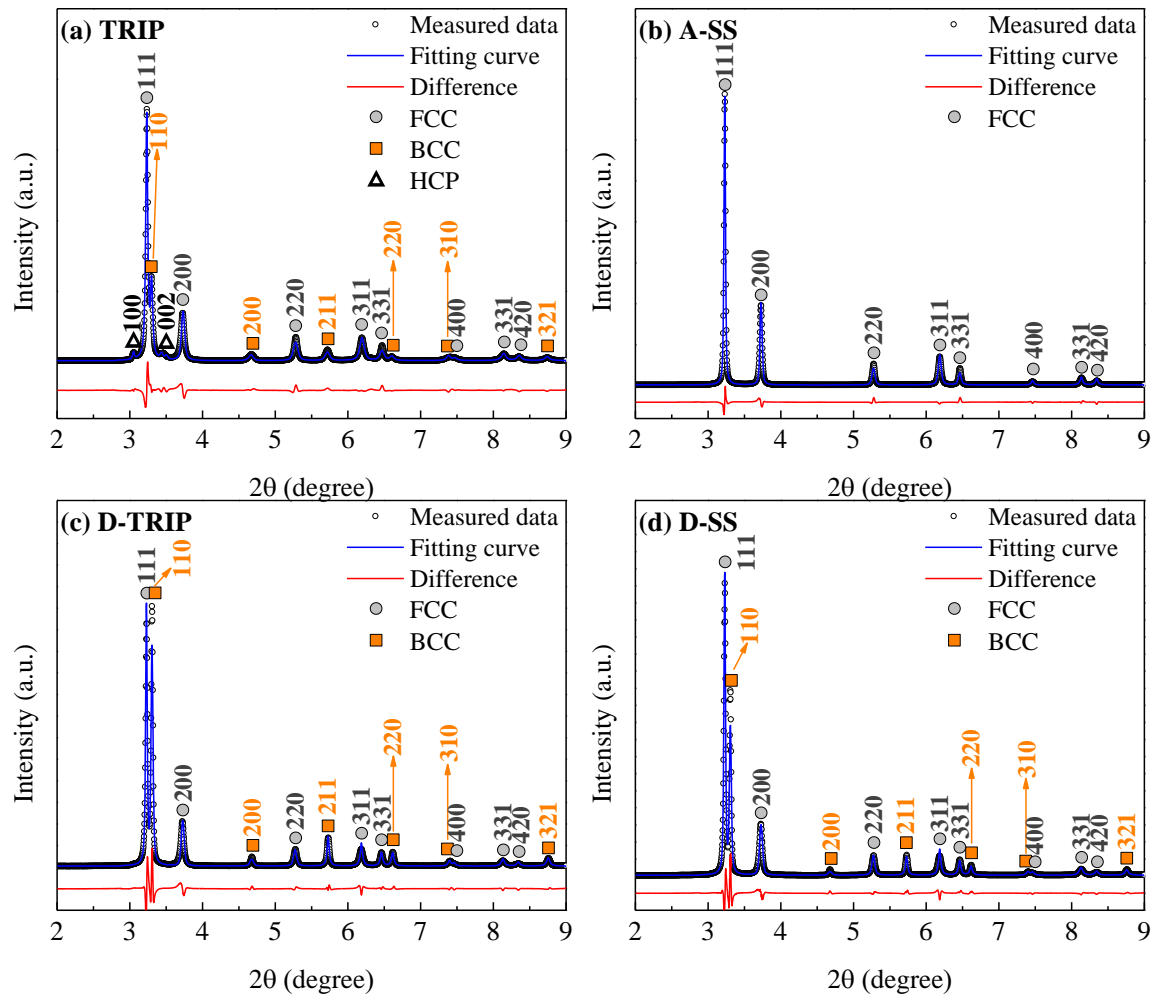 (a) TRIP
Measured data
Fitting curve
Difference
FCC
BCC
HCP
111
110
100
002
200
200
220
211
311
331
220
310
400
331
420
321
Intensity (a.u.)
2 3 4 5 6 7 8 9
2θ (degree)
(b) A-SS
Measured data
Fitting curve
Difference
FCC
111
200
220
311
331
400
331
420
Intensity (a.u.)
2 3 4 5 6 7 8 9
2θ (degree)
(c) D-TRIP
Measured data
Fitting curve
Difference
FCC
BCC
111
110
200
200
220
211
311
331
220
310
400
331
420
321
Intensity (a.u.)
2 3 4 5 6 7 8 9
2θ (degree)
(d) D-SS
Measured data
Fitting curve
Difference
FCC
BCC
111
110
200
200
220
211
311
331
220
310
400
331
420
321
Intensity (a.u.)
2 3 4 5 6 7 8 9
2θ (degree)